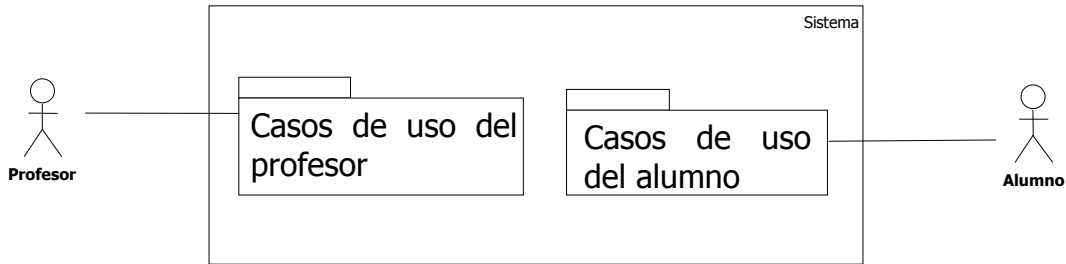 Sistema
Casos de uso del
profesor
Casos de uso
del alumno
Profesor
Alumno